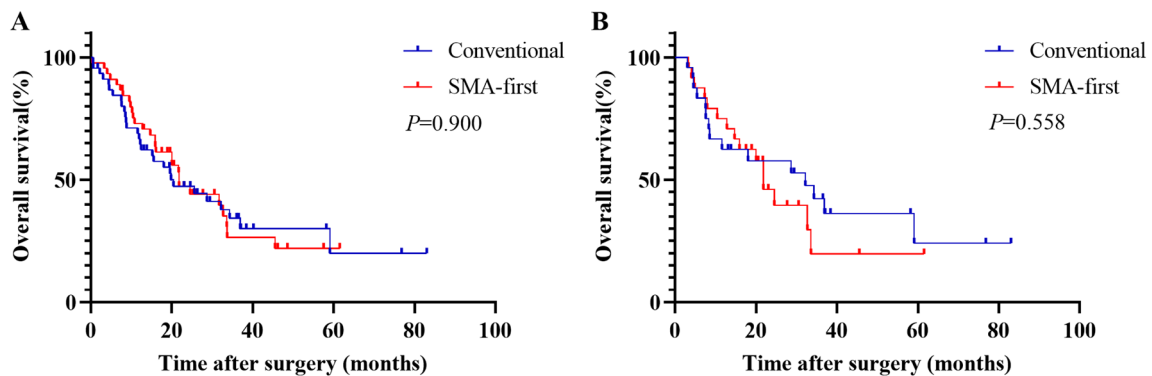 A
Overall survival(%)
100
50
0
0 20 40 60 80 100
Time after surgery (months)
Conventional
SMA-first
P=0.900
B
Overall survival(%)
100
50
0
0 20 40 60 80 100
Time after surgery (months)
Conventional
SMA-first
P=0.558